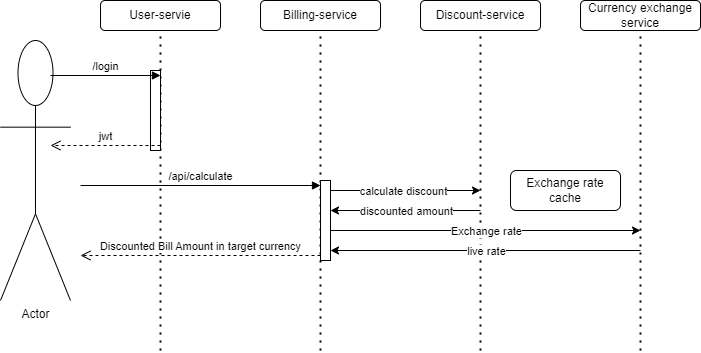 User-servie
Billing-service
Discount-service
Currency exchange
service
/login
jwt
/api/calculate
calculate discount
Exchange rate
cache
discounted amount
Exchange rate
Discounted Bill Amount in target currency
live rate
Actor